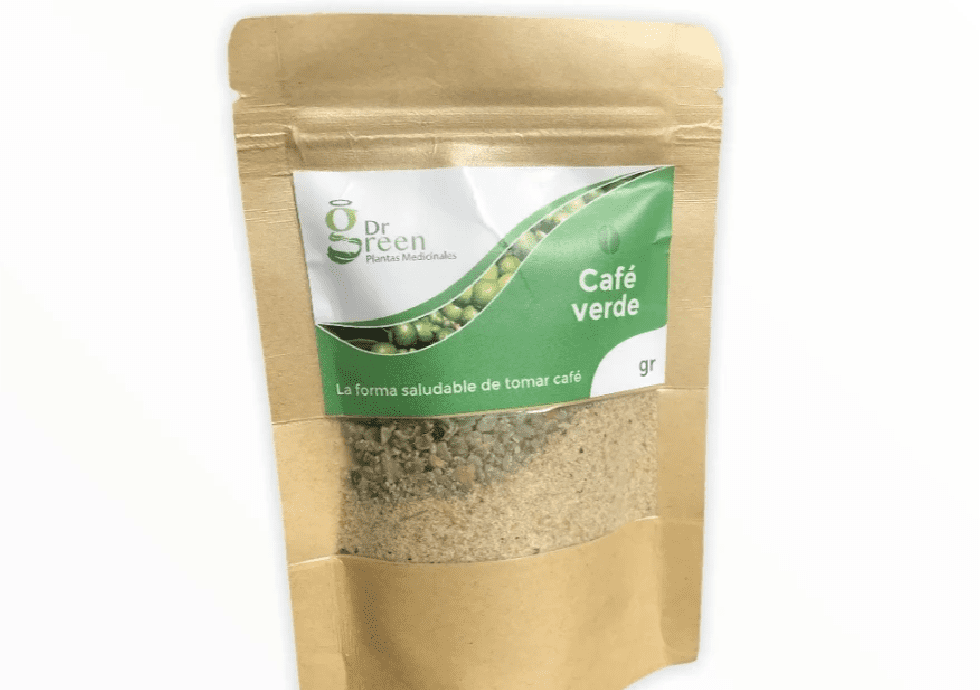 Dr
green
Plantas Medicinales
Café
verde
La forma saludable de tomar café
gr